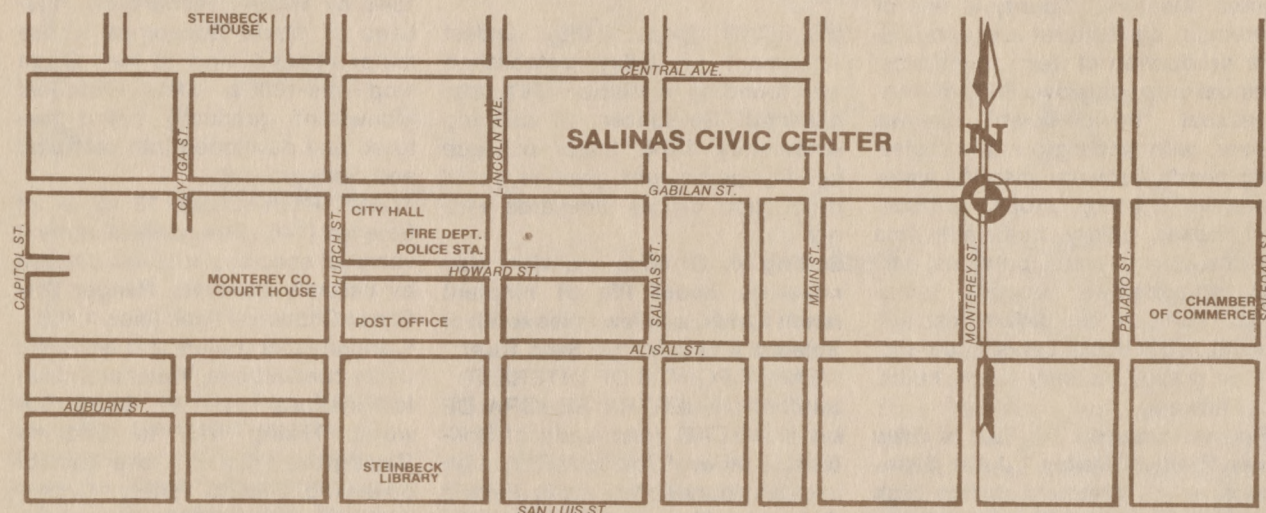 STEINBECK
HOUSE
CENTRAL AVE.
CAYUGA ST.
LINCOLN AVE.
SALINAS CIVIC CENTER
N
GABILAN ST.
CAPITOL ST.
CHURCH ST.
CITY HALL
FIRE DEPT.
POLICE STA.
HOWARD ST.
SALINAS ST.
MAIN ST.
MONTEREY ST.
PAJARO ST.
SALINAS ST.
MONTEREY CO.
COURT HOUSE
CHAMBER
OF COMMERCE
POST OFFICE
ALISAL ST.
AUBURN ST.
STEINBECK
LIBRARY
SAN LUIS ST.